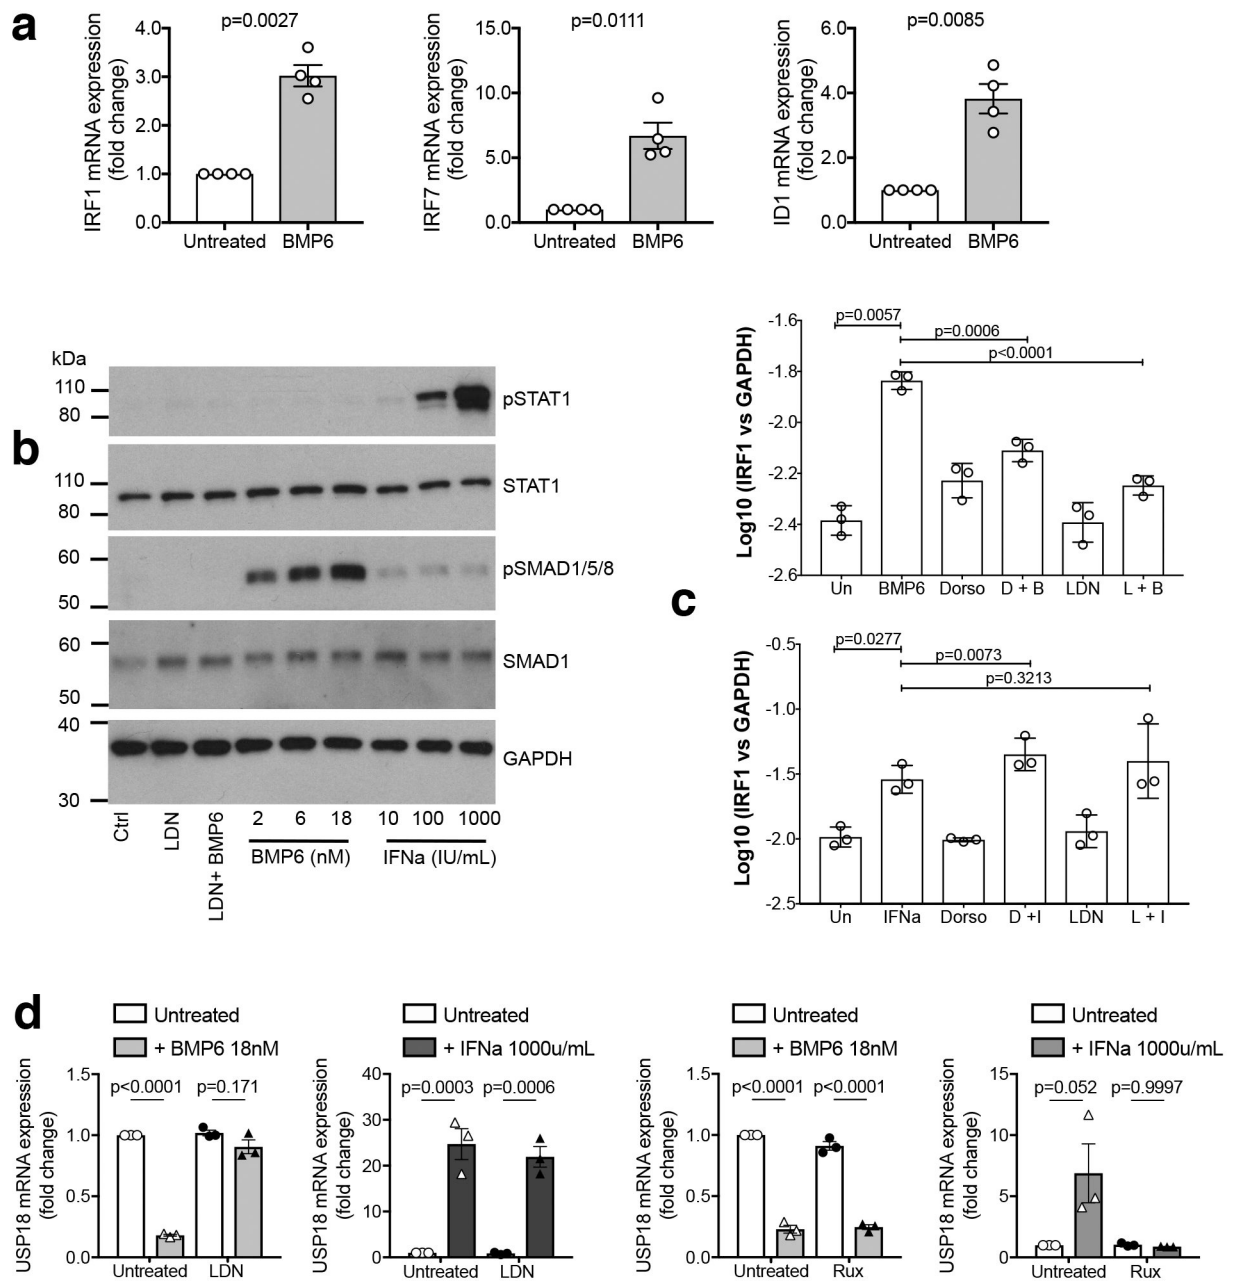 a
p=0.0027
IRF1 mRNA expression
(fold change)
4.0
3.0
2.0
1.0
0.0
Untreated BMP6
p=0.0111
IRF7 mRNA expression
(fold change)
15.0
10.0
5.0
0.0
Untreated BMP6
p=0.0085
ID1 mRNA expression
(fold change)
6.0
4.0
2.0
0.0
Untreated BMP6
b
kDa
110
80
pSTAT1
110
80
STAT1
60
50
pSMAD1/5/8
60
50
SMAD1
40
30
GAPDH
Ctrl
LDN
LDN+ BMP6
2 6 18
BMP6 (nM)
10 100 1000
IFNa (IU/mL)
c
Log10 (IRF1 vs GAPDH)
-1.6
-1.8
-2.0
-2.2
-2.4
-2.6
p=0.0057
p=0.0006
p<0.0001
Un BMP6 Dorso D + B LDN L + B
Log10 (IRF1 vs GAPDH)
-0.5
-1.0
-1.5
-2.0
-2.5
p=0.0277
p=0.0073
p=0.3213
Un IFNa Dorso D +I LDN L + I
d
Untreated
+ BMP6 18nM
USP18 mRNA expression
(fold change)
1.5
1.0
0.5
0.0
p<0.0001 p=0.171
Untreated LDN
Untreated
+ IFNa 1000u/mL
USP18 mRNA expression
(fold change)
40
30
20
10
0
p=0.0003 p=0.0006
Untreated LDN
Untreated
+ BMP6 18nM
USP18 mRNA expression
(fold change)
1.5
1.0
0.5
0.0
p<0.0001 p<0.0001
Untreated Rux
Untreated
+ IFNa 1000u/mL
USP18 mRNA expression
(fold change)
15
10
5
0
p=0.052 p=0.9997
Untreated Rux